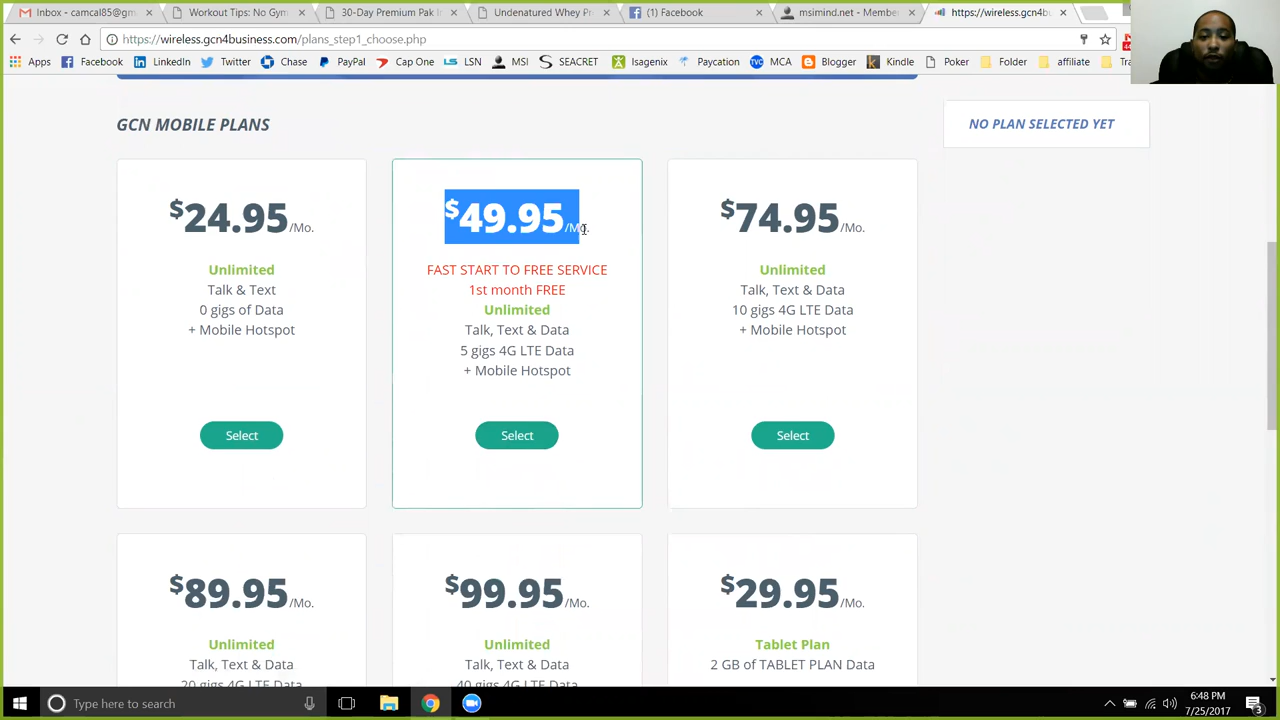 Inbox - camcal85@gm
Workout Tips: No Gym
30-Day Premium Pak I
Undenatured Whey Pr
(1) Facebook
msimind.net - Membe
https://wireless.gcn4bu
https://wireless.gcn4business.com/plans_step1_choose.php
Apps
Facebook
LinkedIn
Twitter
Chase
PayPal
Cap One
LSN
MSI
SEACRET
Isagenix
Paycation
MCA
Blogger
Kindle
Poker
Folder
affiliate
GCN MOBILE PLANS
NO PLAN SELECTED YET
$24.95/Mo.
Unlimited
Talk & Text
0 gigs of Data
+ Mobile Hotspot
Select
$49.95/Mo.
FAST START TO FREE SERVICE
1st month FREE
Unlimited
Talk, Text & Data
5 gigs 4G LTE Data
+ Mobile Hotspot
Select
$74.95/Mo.
Unlimited
Talk, Text & Data
10 gigs 4G LTE Data
+ Mobile Hotspot
Select
$89.95/Mo.
Unlimited
Talk, Text & Data
20 gigs 4G LTE Data
$99.95/Mo.
Unlimited
Talk, Text & Data
40 gigs 4G LTE Data
$29.95/Mo.
Tablet Plan
2 GB of TABLET PLAN Data
Type here to search
6:48 PM
7/25/2017
3